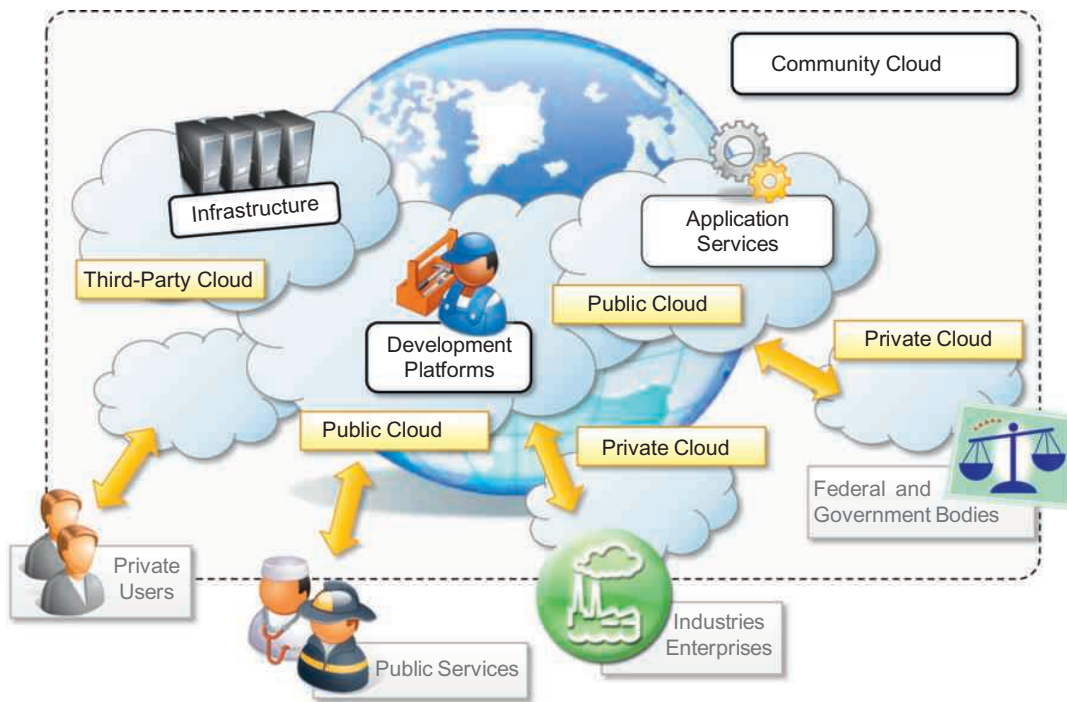 Community Cloud
Infrastructure
Application
Services
Third-Party Cloud
Public Cloud
Development
Platforms
Private Cloud
Public Cloud
Private Cloud
Federal and
Government Bodies
Private
Users
Industries
Enterprises
Public Services